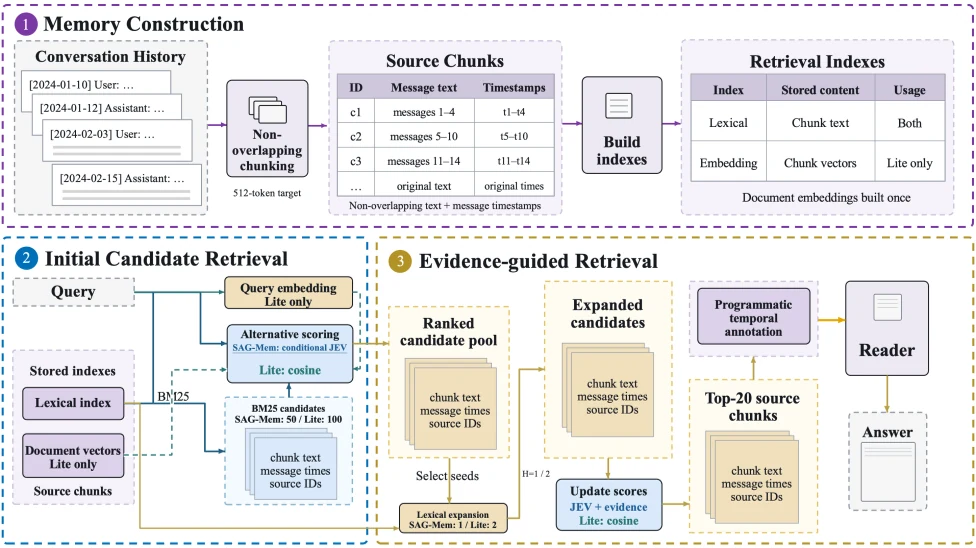 1 Memory Construction
Conversation History
[2024-01-10] User: …
[2024-01-12] Assistant: …
[2024-02-03] User: …
[2024-02-15] Assistant: …
Non-
overlapping
chunking
512-token target
Source Chunks
ID Message text Timestamps
c1 messages 1–4 t1–t4
c2 messages 5–10 t5–t10
c3 messages 11–14 t11–t14
… original text original times
Non-overlapping text + message timestamps
Build
indexes
Retrieval Indexes
Index Stored content Usage
Lexical Chunk text Both
Embedding Chunk vectors Lite only
Document embeddings built once
2 Initial Candidate Retrieval
Query
Query embedding
Lite only
Alternative scoring
SAG-Mem: conditional JEV
Lite: cosine
Stored indexes
Lexical index
BM25
Document vectors
Lite only
Source chunks
BM25 candidates
SAG-Mem: 50 / Lite: 100
chunk text
message times
source IDs
3 Evidence-guided Retrieval
Ranked
candidate pool
chunk text
message times
source IDs
Select seeds
Lexical expansion
SAG-Mem: 1 / Lite: 2
H=1 / 2
Expanded
candidates
chunk text
message times
source IDs
Update scores
JEV + evidence
Lite: cosine
Programmatic
temporal
annotation
Top-20 source
chunks
chunk text
message times
source IDs
Reader
Answer